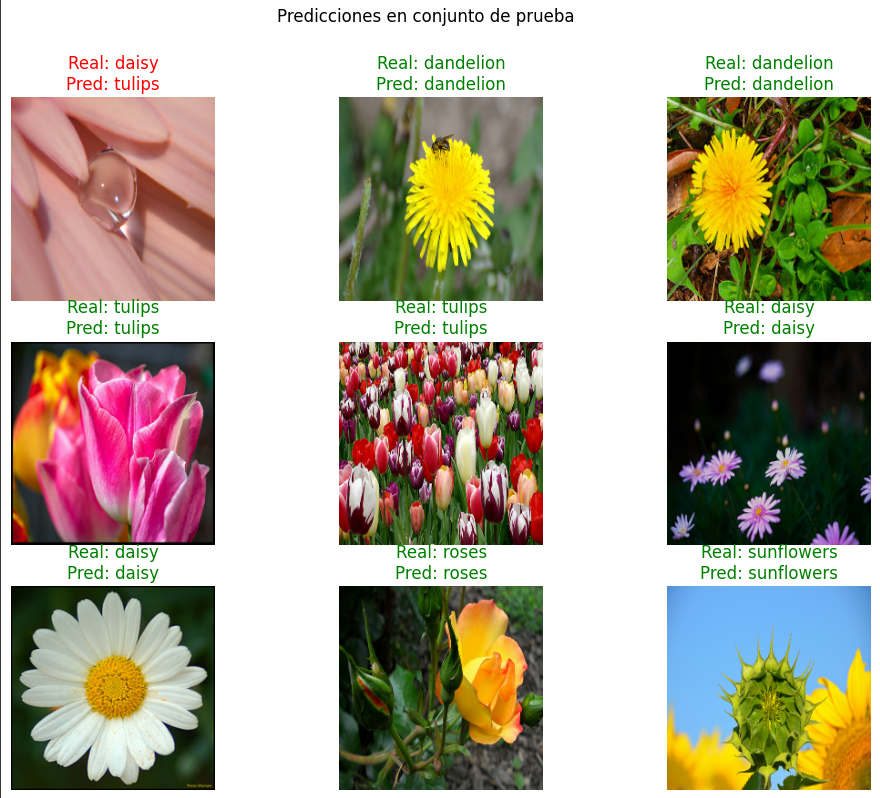 Predicciones en conjunto de prueba
Real: daisy
Pred: tulips
Real: dandelion
Pred: dandelion
Real: dandelion
Pred: dandelion
Real: tulips
Pred: tulips
Real: tulips
Pred: tulips
Real: daisy
Pred: daisy
Real: daisy
Pred: daisy
Real: roses
Pred: roses
Real: sunflowers
Pred: sunflowers